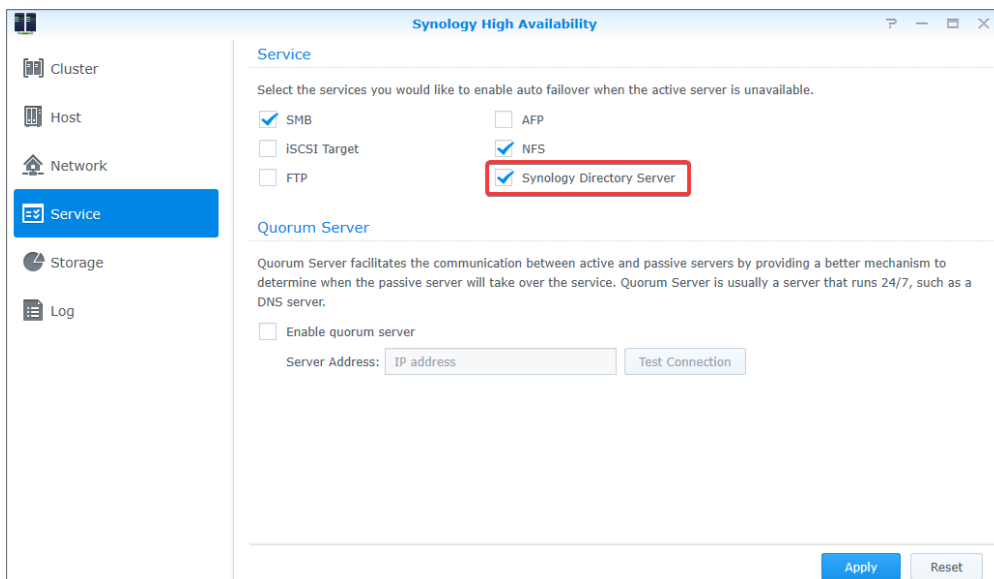 Synology High Availability
Cluster
Host
Network
Service
Storage
Log
Service
Select the services you would like to enable auto failover when the active server is unavailable.
SMB
AFP
iSCSI Target
NFS
FTP
Synology Directory Server
Quorum Server
Quorum Server facilitates the communication between active and passive servers by providing a better mechanism to
determine when the passive server will take over the service. Quorum Server is usually a server that runs 24/7, such as a
DNS server.
Enable quorum server
Server Address: IP address Test Connection
Apply Reset